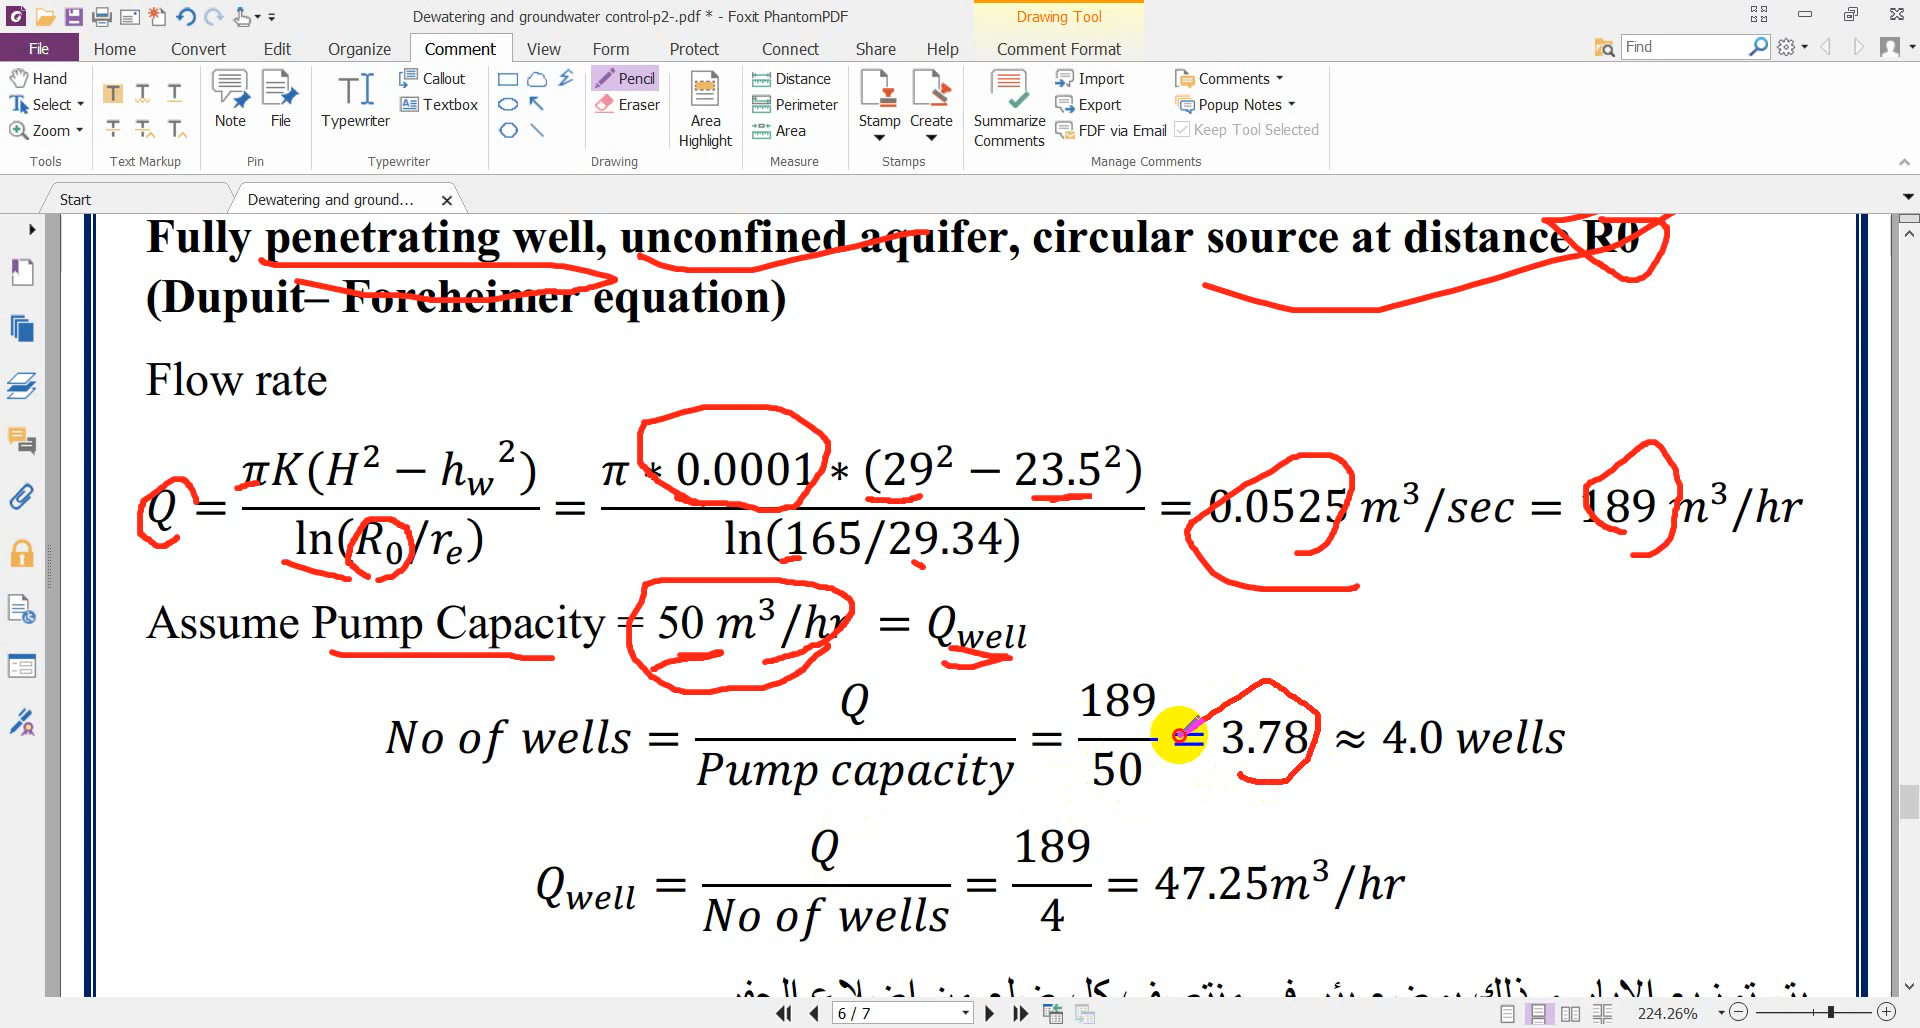 Dewatering and groundwater control-p2-.pdf * - Foxit PhantomPDF
Drawing Tool
File Home Convert Edit Organize Comment View Form Protect Connect Share Help Comment Format
Find
Hand
Select
Zoom
Tools
Text Markup
Note
File
Pin
Typewriter
Callout
Textbox
Typewriter
Pencil
Eraser
Drawing
Area Highlight
Distance
Perimeter
Area
Measure
Stamp
Create
Stamps
Summarize Comments
Import
Export
FDF via Email
Comments
Popup Notes
Keep Tool Selected
Manage Comments
Start
Dewatering and ground...
Fully penetrating well, unconfined aquifer, circular source at distance R0
(Dupuit– Forcheimer equation)
Flow rate
Q = πK(H² − h_w²) / ln(R₀/r_e) = π * 0.0001 * (29² − 23.5²) / ln(165/29.34) = 0.0525 m³/sec = 189 m³/hr
Assume Pump Capacity = 50 m³/hr = Q_well
No of wells = Q / Pump capacity = 189 / 50 = 3.78 ≈ 4.0 wells
Q_well = Q / No of wells = 189 / 4 = 47.25m³/hr
6 / 7
224.26%